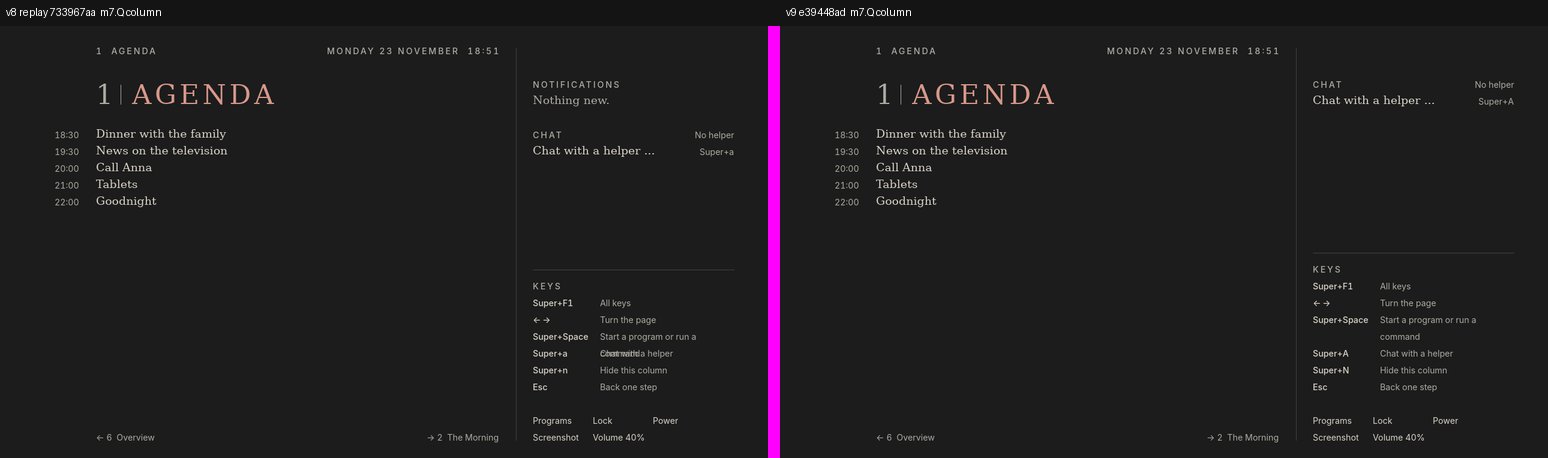 v8 replay 733967aa m7.Qcolumn
1 AGENDA MONDAY 23 NOVEMBER 18:51
1 AGENDA
18:30 Dinner with the family
19:30 News on the television
20:00 Call Anna
21:00 Tablets
22:00 Goodnight
← 6 Overview → 2 The Morning
NOTIFICATIONS
Nothing new.
CHAT No helper
Chat with a helper ... Super+a
KEYS
Super+F1 All keys
← → Turn the page
Super+Space Start a program or run a
command
Super+a Chat with a helper
Super+n Hide this column
Esc Back one step
Programs Lock Power
Screenshot Volume 40%
v9 e39448ad m7.Qcolumn
1 AGENDA MONDAY 23 NOVEMBER 18:51
1 AGENDA
18:30 Dinner with the family
19:30 News on the television
20:00 Call Anna
21:00 Tablets
22:00 Goodnight
← 6 Overview → 2 The Morning
CHAT No helper
Chat with a helper ... Super+A
KEYS
Super+F1 All keys
← → Turn the page
Super+Space Start a program or run a
command
Super+A Chat with a helper
Super+N Hide this column
Esc Back one step
Programs Lock Power
Screenshot Volume 40%